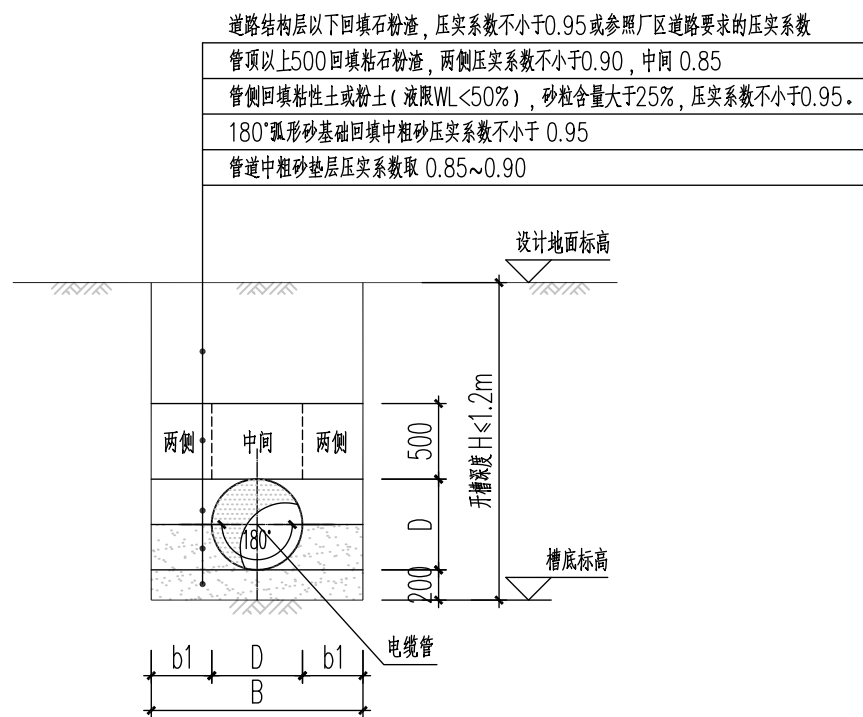 道路结构层以下回填石粉渣，压实系数不小于0.95或参照厂区道路要求的压实系数
管顶以上500回填粘石粉渣，两侧压实系数不小于0.90，中间 0.85
管侧回填粘性土或粉土（液限WL<50%），砂粒含量大于25%，压实系数不小于0.95。
180°弧形砂基础回填中粗砂压实系数不小于 0.95
管道中粗砂垫层压实系数取 0.85~0.90
设计地面标高
开槽深度H≤1.2m
两侧 中间 两侧
500
D
180°
200
槽底标高
电缆管
b1 D b1
B